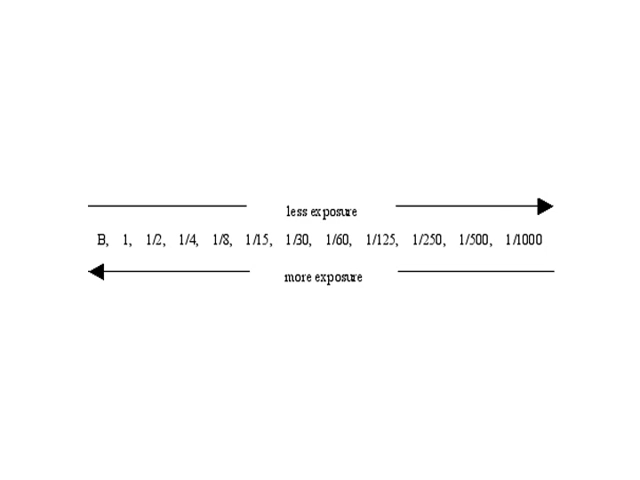 less exposure
B, 1, 1/2, 1/4, 1/8, 1/15, 1/30, 1/60, 1/125, 1/250, 1/500, 1/1000
more exposure